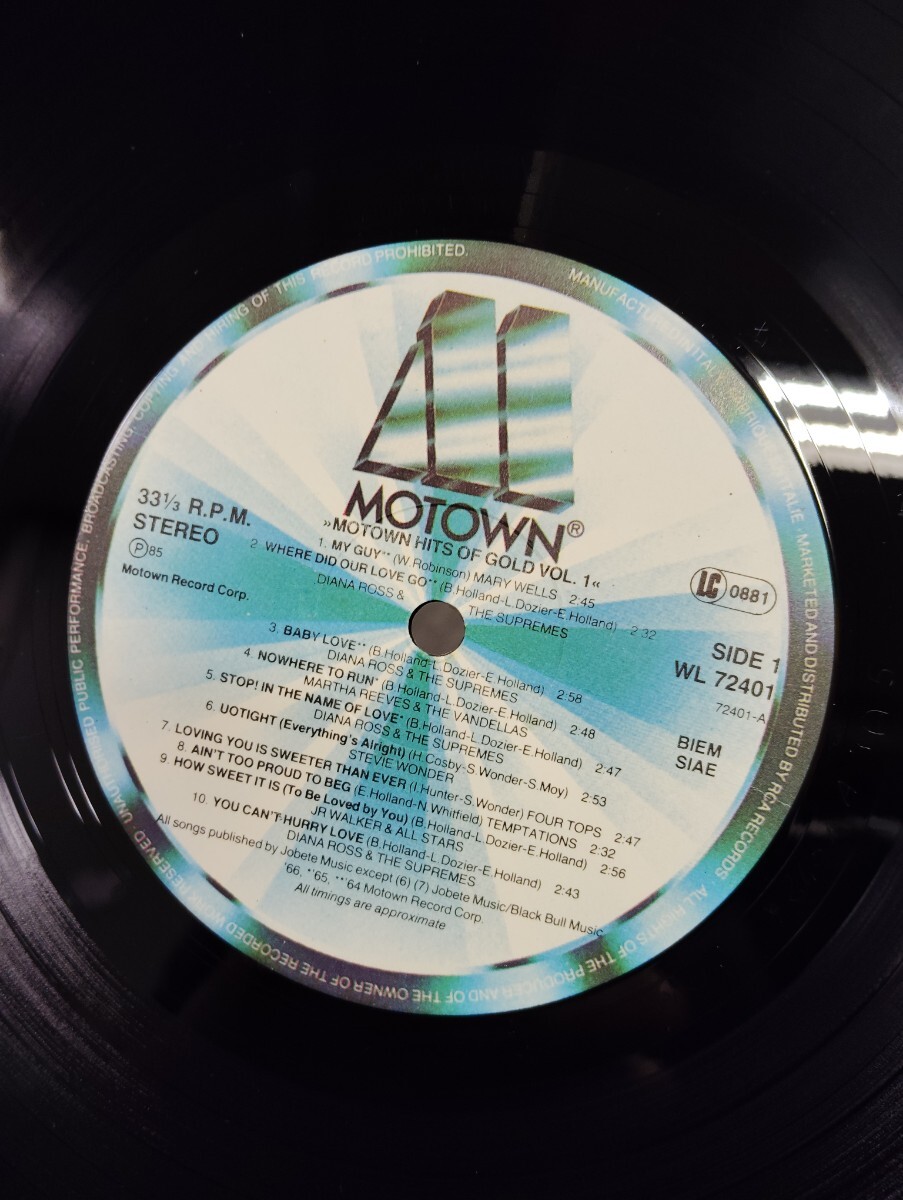 MOTOWN®
»MOTOWN HITS OF GOLD VOL. 1«
33⅓ R.P.M.
STEREO
Ⓟ85
Motown Record Corp.
LC 0881
SIDE 1
WL 72401
72401-A
BIEM
SIAE
1. MY GUY** (W.Robinson) MARY WELLS 2:45
2 WHERE DID OUR LOVE GO** (B.Holland-L.Dozier-E.Holland) 2 32
DIANA ROSS & THE SUPREMES
3. BABY LOVE** (B.Holland-L.Dozier-E.Holland) 2:58
DIANA ROSS & THE SUPREMES
4. NOWHERE TO RUN* (B.Holland-L.Dozier-E.Holland) 2:48
MARTHA REEVES & THE VANDELLAS
5. STOP! IN THE NAME OF LOVE* (B.Holland-L.Dozier-E.Holland) 2:47
DIANA ROSS & THE SUPREMES
6. UOTIGHT (Everything's Alright) (H.Cosby-S.Wonder-S.Moy) 2:53
STEVIE WONDER
7. LOVING YOU IS SWEETER THAN EVER (I.Hunter-S.Wonder) FOUR TOPS 2:47
8. AIN'T TOO PROUD TO BEG (E.Holland-N Whitfield) TEMPTATIONS 2:32
9. HOW SWEET IT IS (To Be Loved by You) (B.Holland-L.Dozier-E.Holland) 2:56
JR WALKER & ALL STARS
10. YOU CAN'T HURRY LOVE (B.Holland-L.Dozier-E.Holland) 2:43
DIANA ROSS & THE SUPREMES
All songs published by Jobete Music except (6) (7) Jobete Music/Black Bull Music
'66, *'65, **'64 Motown Record Corp.
All timings are approximate
MANUFACTURED IN ITALY FABRIQUE EN ITALIE MARKETED AND DISTRIBUTED BY RCA RECORDS ALL RIGHTS OF THE PRODUCER AND OF THE OWNER OF THE RECORDED WORK RESERVED. UNAUTHORIZED PUBLIC PERFORMANCE, BROADCASTING, COPYING AND HIRING OF THIS RECORD PROHIBITED.